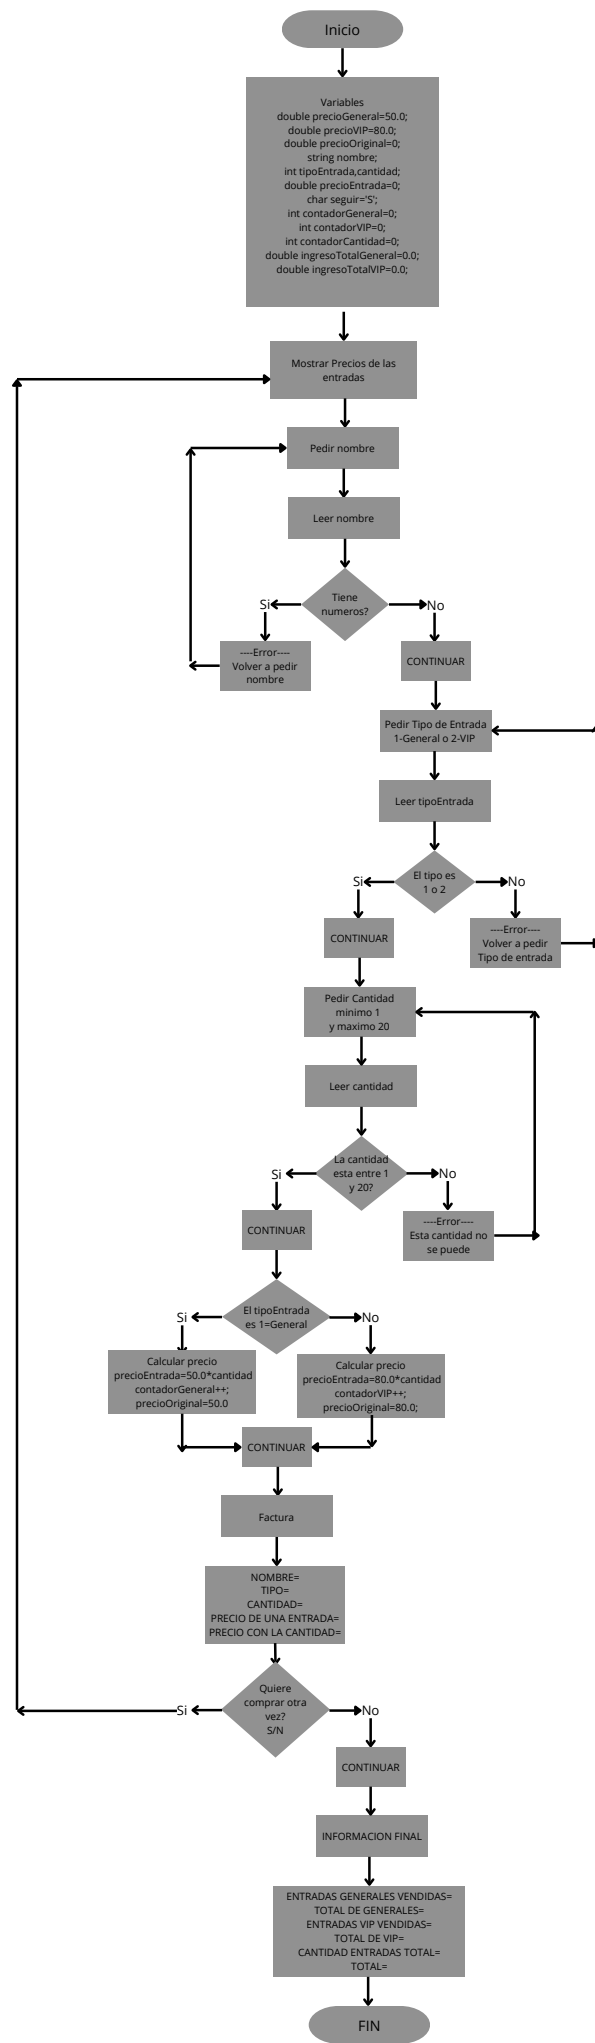 Inicio
Variables
double precioGeneral=50.0;
double precioVIP=80.0;
double precioOriginal=0;
string nombre;
int tipoEntrada,cantidad;
double precioEntrada=0;
char seguir='S';
int contadorGeneral=0;
int contadorVIP=0;
int contadorCantidad=0;
double ingresoTotalGeneral=0.0;
double ingresoTotalVIP=0.0;
Mostrar Precios de las
entradas
Pedir nombre
Leer nombre
Tiene
numeros?
Si
No
----Error----
Volver a pedir
nombre
CONTINUAR
Pedir Tipo de Entrada
1-General o 2-VIP
Leer tipoEntrada
El tipo es
1 o 2
Si
No
CONTINUAR
----Error----
Volver a pedir
Tipo de entrada
Pedir Cantidad
minimo 1
y maximo 20
Leer cantidad
La cantidad
esta entre 1
y 20?
Si
No
CONTINUAR
----Error----
Esta cantidad no
se puede
El tipoEntrada
es 1=General
Si
No
Calcular precio
precioEntrada=50.0*cantidad
contadorGeneral++;
precioOriginal=50.0
Calcular precio
precioEntrada=80.0*cantidad
contadorVIP++;
precioOriginal=80.0;
CONTINUAR
Factura
NOMBRE=
TIPO=
CANTIDAD=
PRECIO DE UNA ENTRADA=
PRECIO CON LA CANTIDAD=
Quiere
comprar otra
vez?
S/N
Si
No
CONTINUAR
INFORMACION FINAL
ENTRADAS GENERALES VENDIDAS=
TOTAL DE GENERALES=
ENTRADAS VIP VENDIDAS=
TOTAL DE VIP=
CANTIDAD ENTRADAS TOTAL=
TOTAL=
FIN